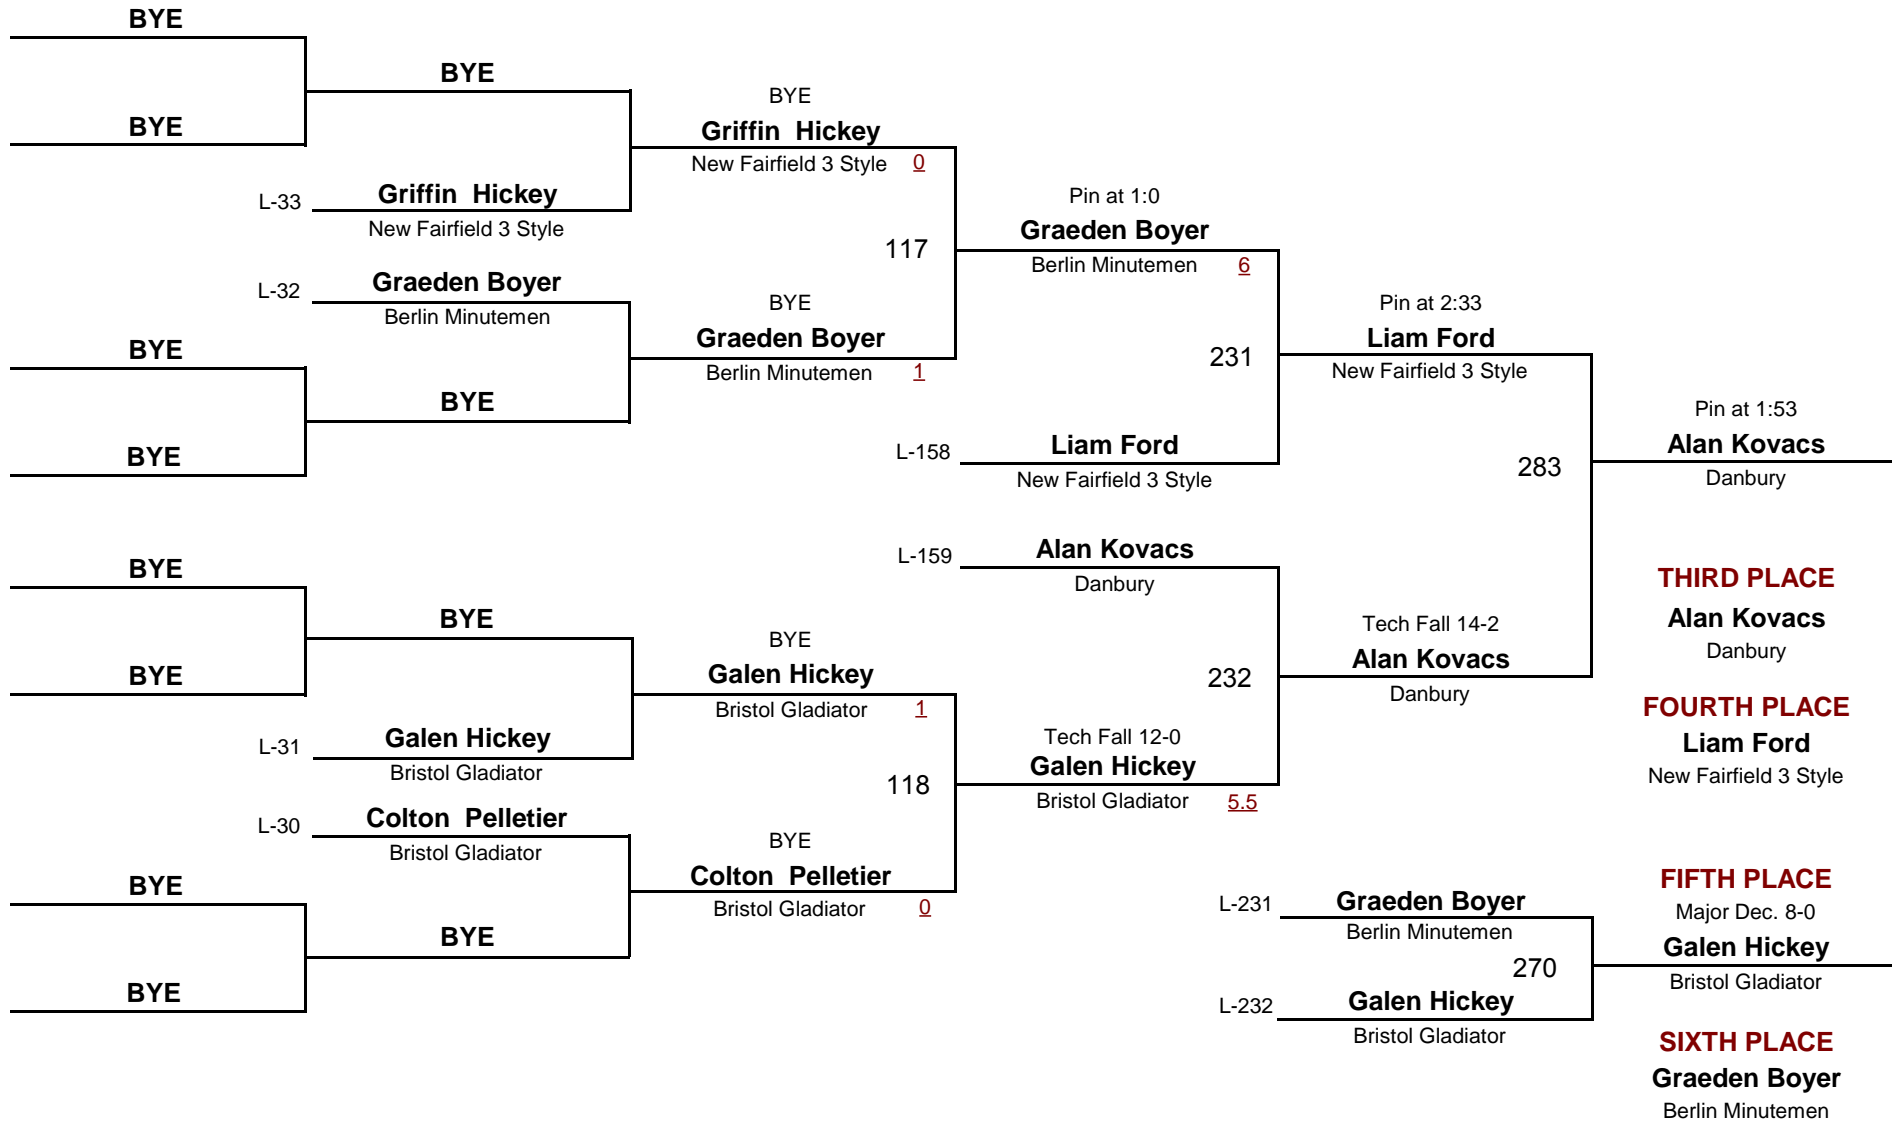 BYE
BYE
BYE
L-33
Griffin  Hickey
New Fairfield 3 Style
L-32
Graeden Boyer
Berlin Minutemen
BYE
BYE
BYE
BYE
Griffin  Hickey
New Fairfield 3 Style 0
117
BYE
Graeden Boyer
Berlin Minutemen 1
Pin at 1:0
Graeden Boyer
Berlin Minutemen 6
231
L-158
Liam Ford
New Fairfield 3 Style
Pin at 2:33
Liam Ford
New Fairfield 3 Style
283
Pin at 1:53
Alan Kovacs
Danbury
BYE
BYE
BYE
L-31
Galen Hickey
Bristol Gladiator
L-30
Colton  Pelletier
Bristol Gladiator
BYE
BYE
BYE
BYE
Galen Hickey
Bristol Gladiator 1
118
BYE
Colton  Pelletier
Bristol Gladiator 0
L-159
Alan Kovacs
Danbury
232
Tech Fall 12-0
Galen Hickey
Bristol Gladiator 5.5
Tech Fall 14-2
Alan Kovacs
Danbury
THIRD PLACE
Alan Kovacs
Danbury
FOURTH PLACE
Liam Ford
New Fairfield 3 Style
L-231
Graeden Boyer
Berlin Minutemen
270
L-232
Galen Hickey
Bristol Gladiator
FIFTH PLACE
Major Dec. 8-0
Galen Hickey
Bristol Gladiator
SIXTH PLACE
Graeden Boyer
Berlin Minutemen